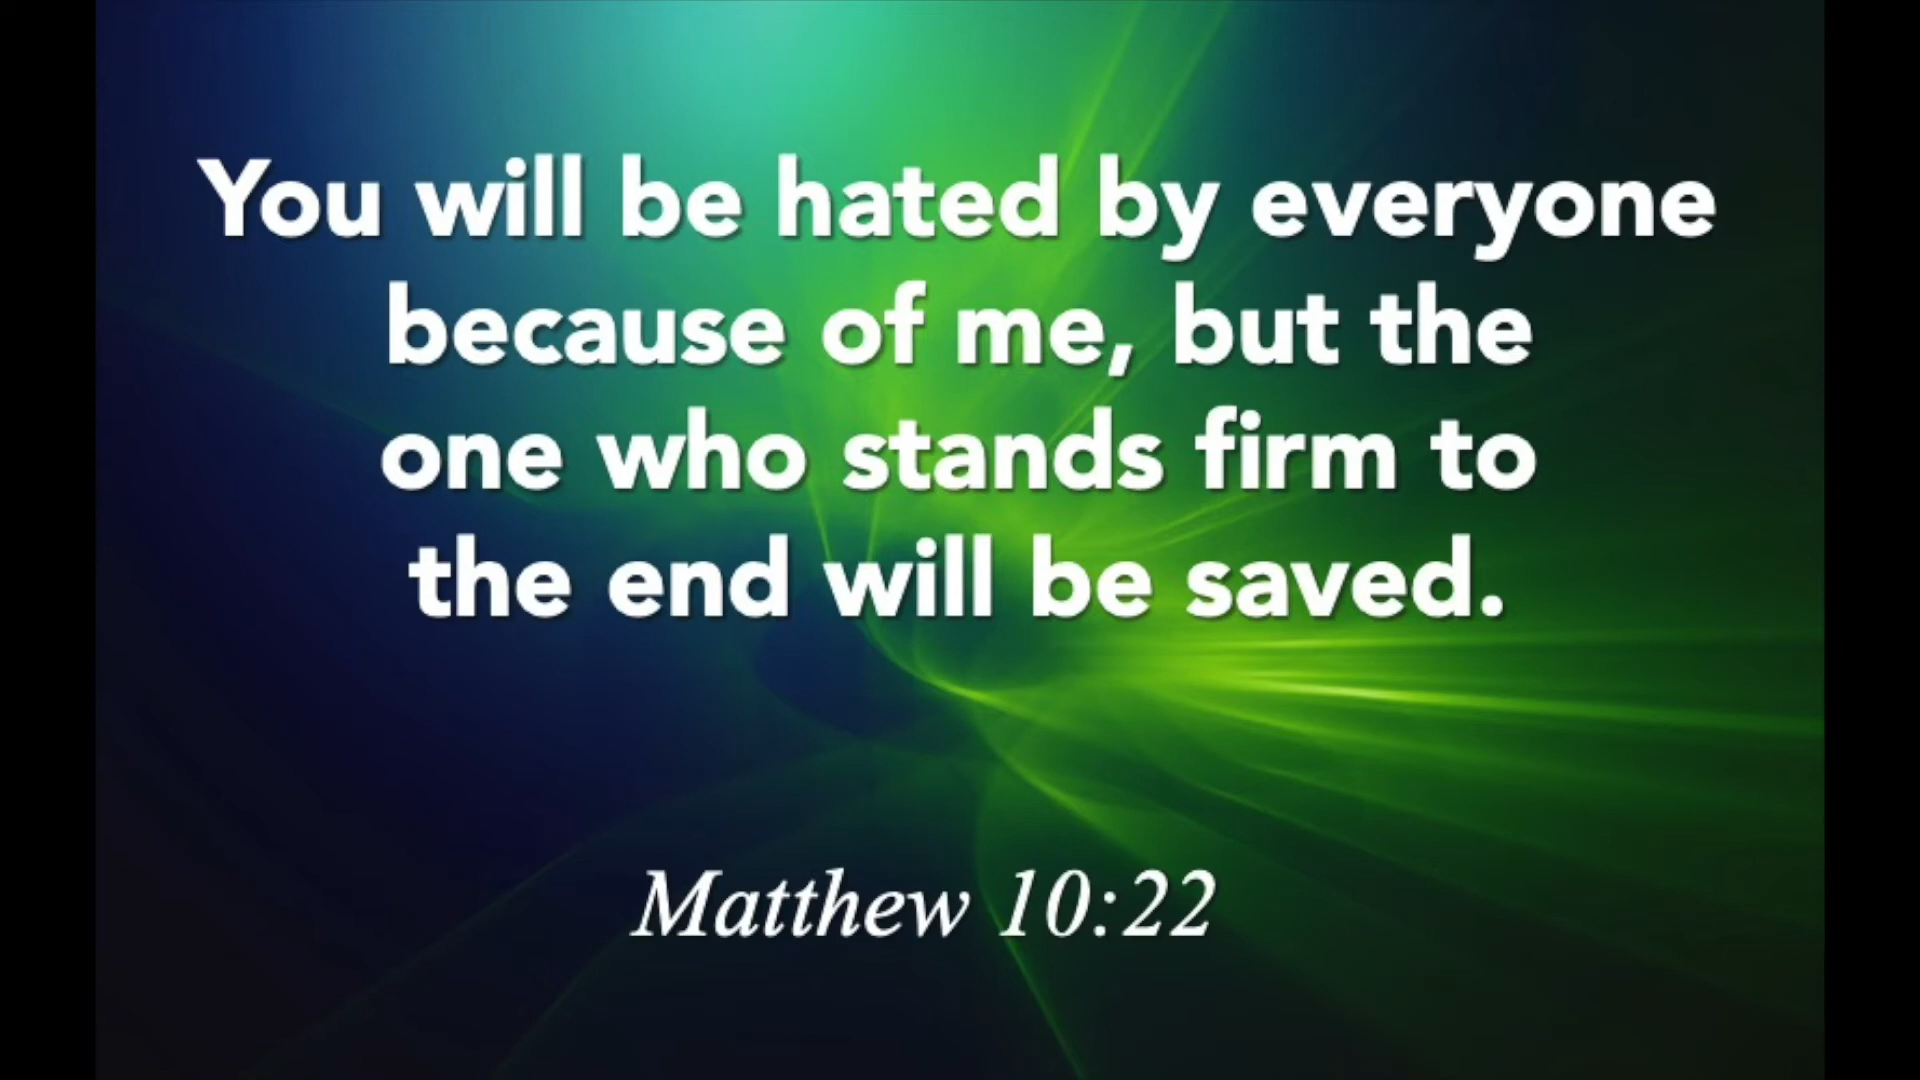 You will be hated by everyone
because of me, but the
one who stands firm to
the end will be saved.
Matthew 10:22